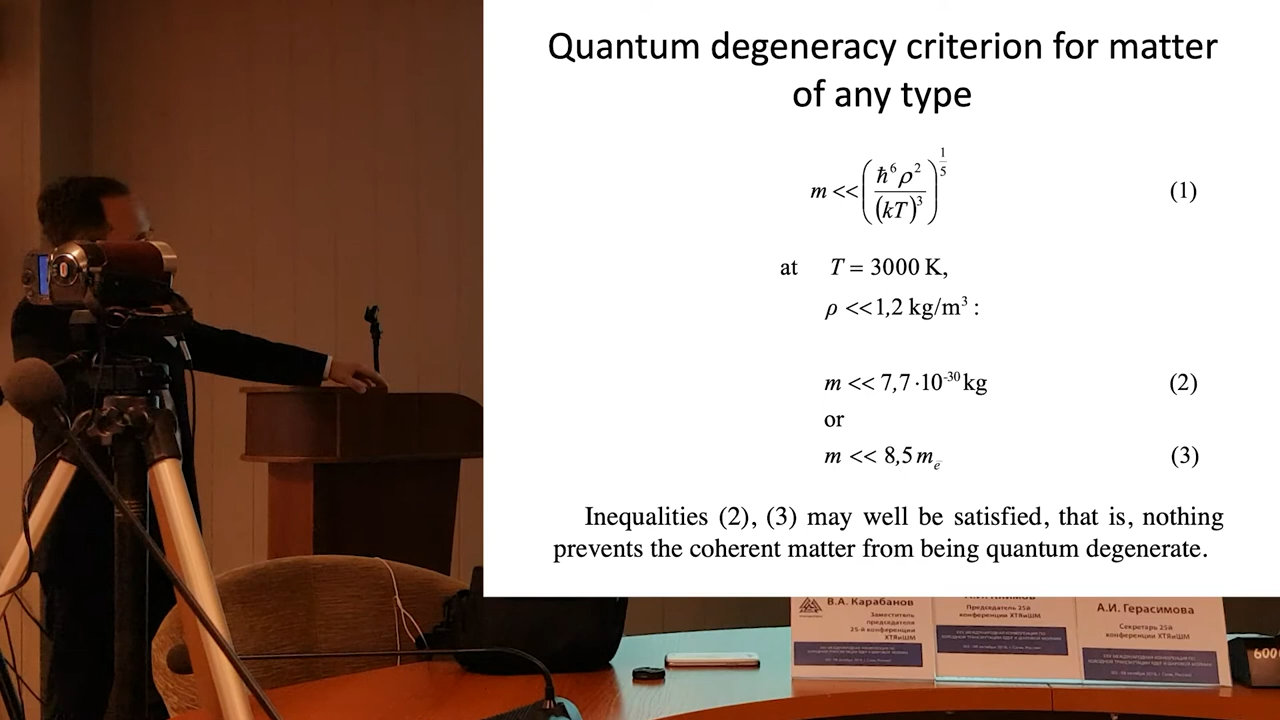 Quantum degeneracy criterion for matter
of any type
m << (ħ⁶ρ² / (kT)³)^(1/5) (1)
at T = 3000 K,
ρ << 1,2 kg/m³ :
m << 7,7·10⁻³⁰ kg (2)
or
m << 8,5 mₑ̄ (3)
Inequalities (2), (3) may well be satisfied, that is, nothing
prevents the coherent matter from being quantum degenerate.
В.А. Карабанов
Заместитель
председателя
25-й конференции
ХТЯиШМ
Председатель 25й
конференции ХТЯиШМ
А.И. Герасимова
Секретарь 25й
конференции ХТЯиШМ
600